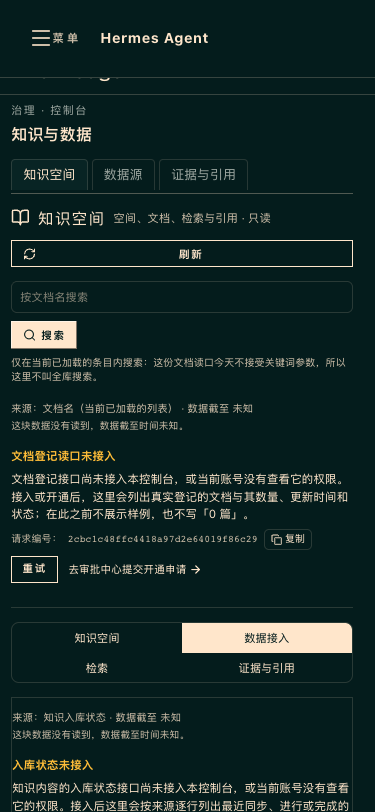 菜单
Hermes Agent
治理 · 控制台
知识与数据
知识空间
数据源
证据与引用
知识空间
空间、文档、检索与引用 · 只读
刷新
按文档名搜索
搜索
仅在当前已加载的条目内搜索：这份文档读口今天不接受关键词参数，所以
这里不叫全库搜索。
来源：文档名（当前已加载的列表） · 数据截至 未知
这块数据没有读到，数据截至时间未知。
文档登记读口未接入
文档登记接口尚未接入本控制台，或当前账号没有查看它的权限。
接入或开通后，这里会列出真实登记的文档与其数量、更新时间和
状态；在此之前不展示样例，也不写「0 篇」。
请求编号： 2cbc1c48ffc4418a97d2e64019f86c29 复制
重试
去审批中心提交开通申请 →
知识空间
数据接入
检索
证据与引用
来源：知识入库状态 · 数据截至 未知
这块数据没有读到，数据截至时间未知。
入库状态未接入
知识内容的入库状态接口尚未接入本控制台，或当前账号没有查看
它的权限。接入后这里会按来源逐行列出最近同步、进行或完成的